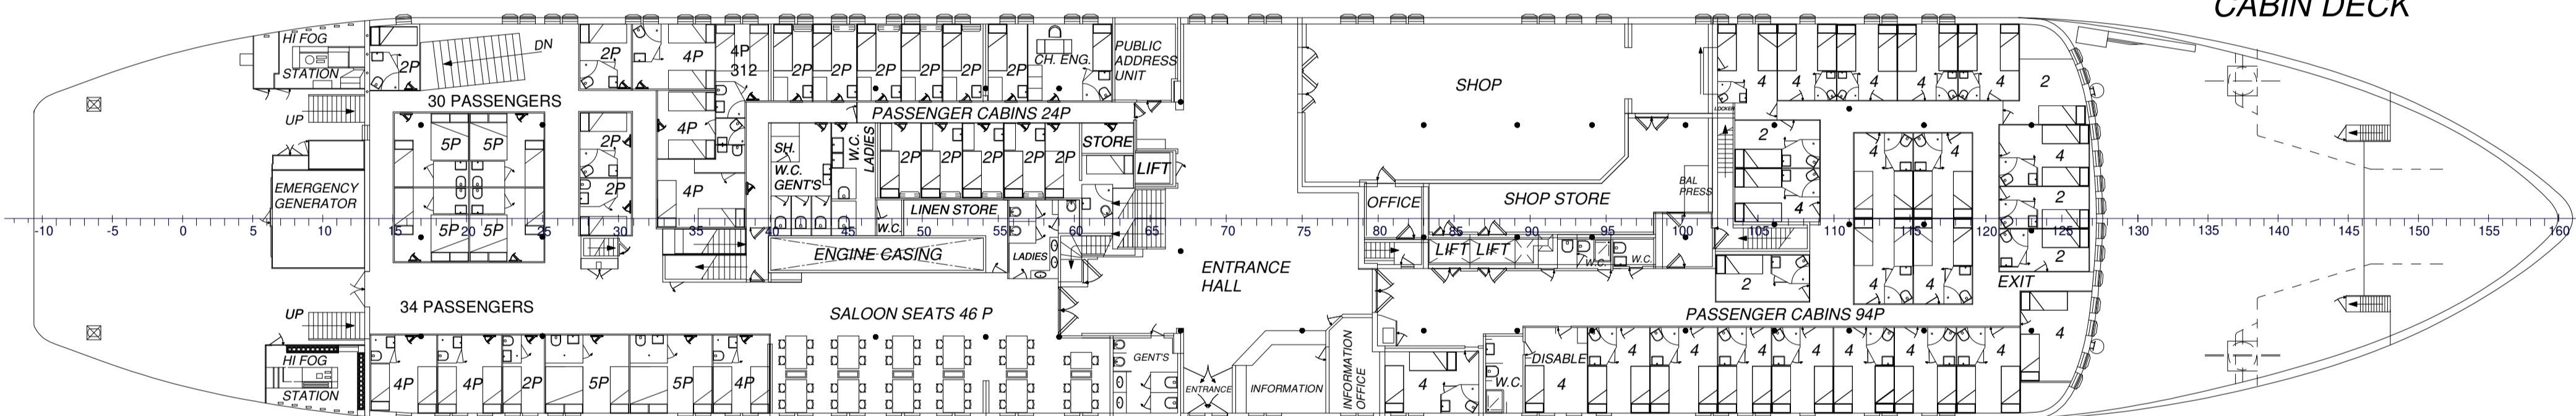 CABIN DECK
HI FOG
STATION
2P
DN
2P
4P
4P
312
2P
2P
2P
2P
2P
2P
CH. ENG.
PUBLIC
ADDRESS
UNIT
SHOP
4
4
4
4
4
2
LOCKER
UP
30 PASSENGERS
PASSENGER CABINS 24P
5P
5P
2P
4P
SH.
W.C.
GENT'S
W.C.
LADIES
2P
2P
2P
2P
2P
STORE
LIFT
2
4
4
4
EMERGENCY
GENERATOR
2P
4P
LINEN STORE
OFFICE
SHOP STORE
BAL
PRESS
4
2
5P
5P
W.C.
-10 -5 0 5 10 15 20 25 30 35 40 45 50 55 60 65 70 75 80 85 90 95 100 105 110 115 120 125 130 135 140 145 150 155 160
ENGINE CASING
LADIES
LIFT
LIFT
W.C.
W.C.
2
ENTRANCE
HALL
2
4
4
EXIT
UP
34 PASSENGERS
SALOON SEATS 46 P
PASSENGER CABINS 94P
4
HI FOG
STATION
4P
4P
2P
5P
5P
4P
GENT'S
ENTRANCE
INFORMATION
INFORMATION
OFFICE
4
W.C.
DISABLE
4
4
4
4
4
4
4
4